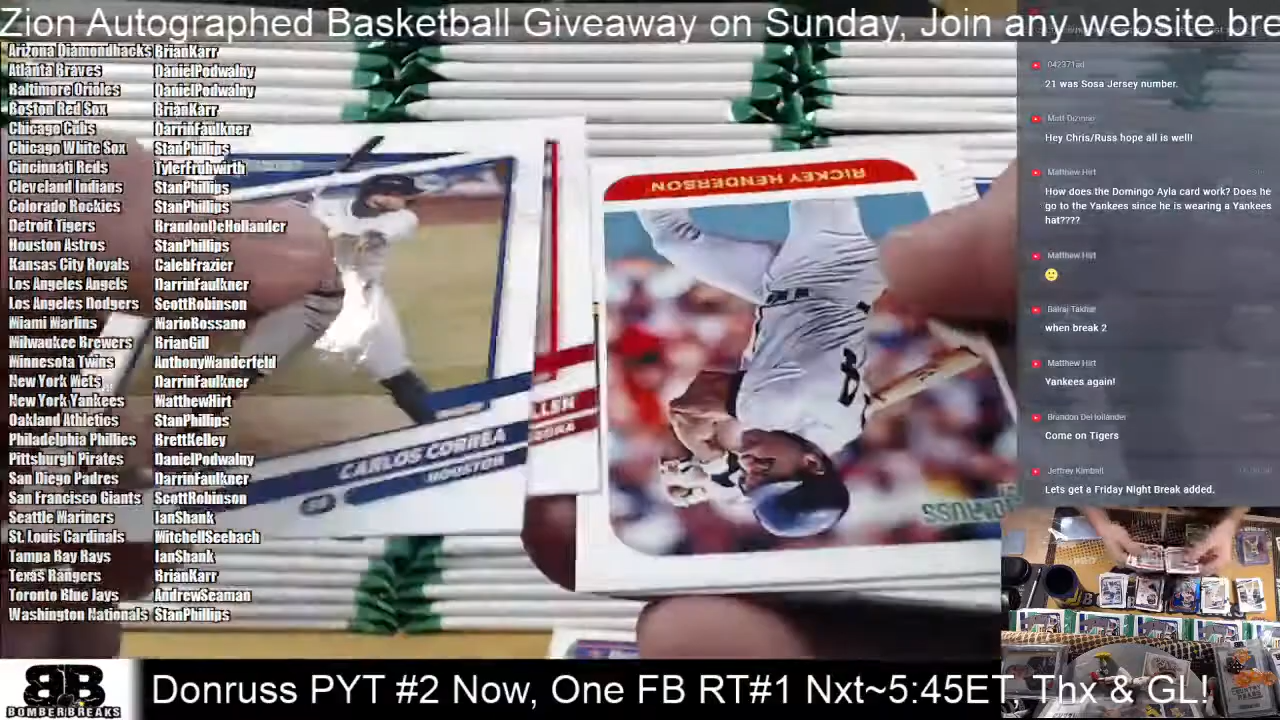 Zion Autographed Basketball Giveaway on Sunday, Join any website bre
Arizona Diamondbacks BrianKarr
Atlanta Braves DanielPodwalny
Baltimore Orioles DanielPodwalny
Boston Red Sox BrianKarr
Chicago Cubs DarrinFaulkner
Chicago White Sox StanPhillips
Cincinnati Reds TylerFruhwirth
Cleveland Indians StanPhillips
Colorado Rockies StanPhillips
Detroit Tigers BrandonDeHollander
Houston Astros StanPhillips
Kansas City Royals CalebFrazier
Los Angeles Angels DarrinFaulkner
Los Angeles Dodgers ScottRobinson
Miami Marlins MarioRossano
Milwaukee Brewers BrianGill
Minnesota Twins AnthonyWanderfeld
New York Mets DarrinFaulkner
New York Yankees MatthewHirt
Oakland Athletics StanPhillips
Philadelphia Phillies BrettKelley
Pittsburgh Pirates DanielPodwalny
San Diego Padres DarrinFaulkner
San Francisco Giants ScottRobinson
Seattle Mariners IanShank
St. Louis Cardinals MitchellSeebach
Tampa Bay Rays IanShank
Texas Rangers BrianKarr
Toronto Blue Jays AndrewSeaman
Washington Nationals StanPhillips
CARLOS CORREA
HOUSTON
LLEN
RICKEY HENDERSON
DONRUSS
042371ad
21 was Sosa Jersey number.
Matt Dizonno
Hey Chris/Russ hope all is well!
Matthew Hirt
How does the Domingo Ayla card work? Does he
go to the Yankees since he is wearing a Yankees
hat????
Matthew Hirt
🙂
Balraj Takhar
when break 2
Matthew Hirt
Yankees again!
Brandon DeHollander
Come on Tigers
Jeffrey Kimball
Lets get a Friday Night Break added.
BB
BOMBERBREAKS
Donruss PYT #2 Now, One FB RT#1 Nxt~5:45ET. Thx & GL!